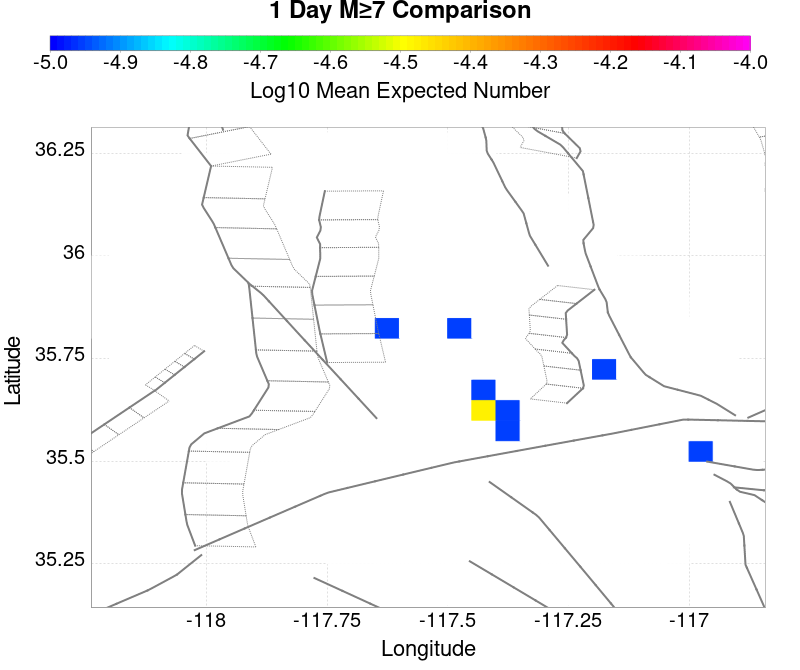 1 Day M≥7 Comparison
-5.0 -4.9 -4.8 -4.7 -4.6 -4.5 -4.4 -4.3 -4.2 -4.1 -4.0
Log10 Mean Expected Number
36.25
36
35.75
35.5
35.25
Latitude
-118 -117.75 -117.5 -117.25 -117
Longitude